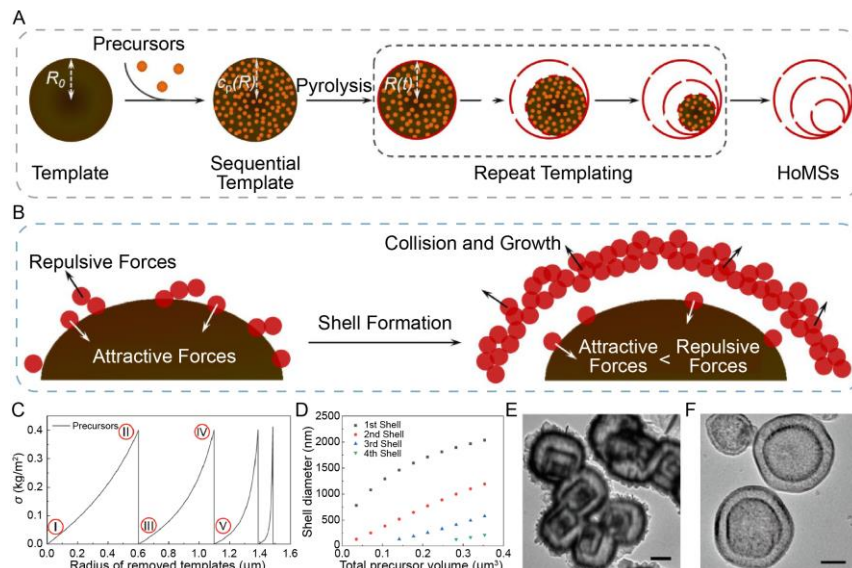 A
Precursors
R₀
cₚ(R)
Pyrolysis
R(t)
Template
Sequential
Template
Repeat Templating
HoMSs
B
Repulsive Forces
Attractive Forces
Shell Formation
Collision and Growth
Attractive
Forces
<
Repulsive
Forces
C
Precursors
I
II
III
IV
V
0.4
0.3
0.2
0.1
0.0
σ (kg/m²)
0.0 0.2 0.4 0.6 0.8 1.0 1.2 1.4 1.6
Radius of removed templates (um)
D
1st Shell
2nd Shell
3rd Shell
4th Shell
2500
2000
1500
1000
500
0
Shell diameter (nm)
0.0 0.1 0.2 0.3 0.4
Total precursor volume (um³)
E
F